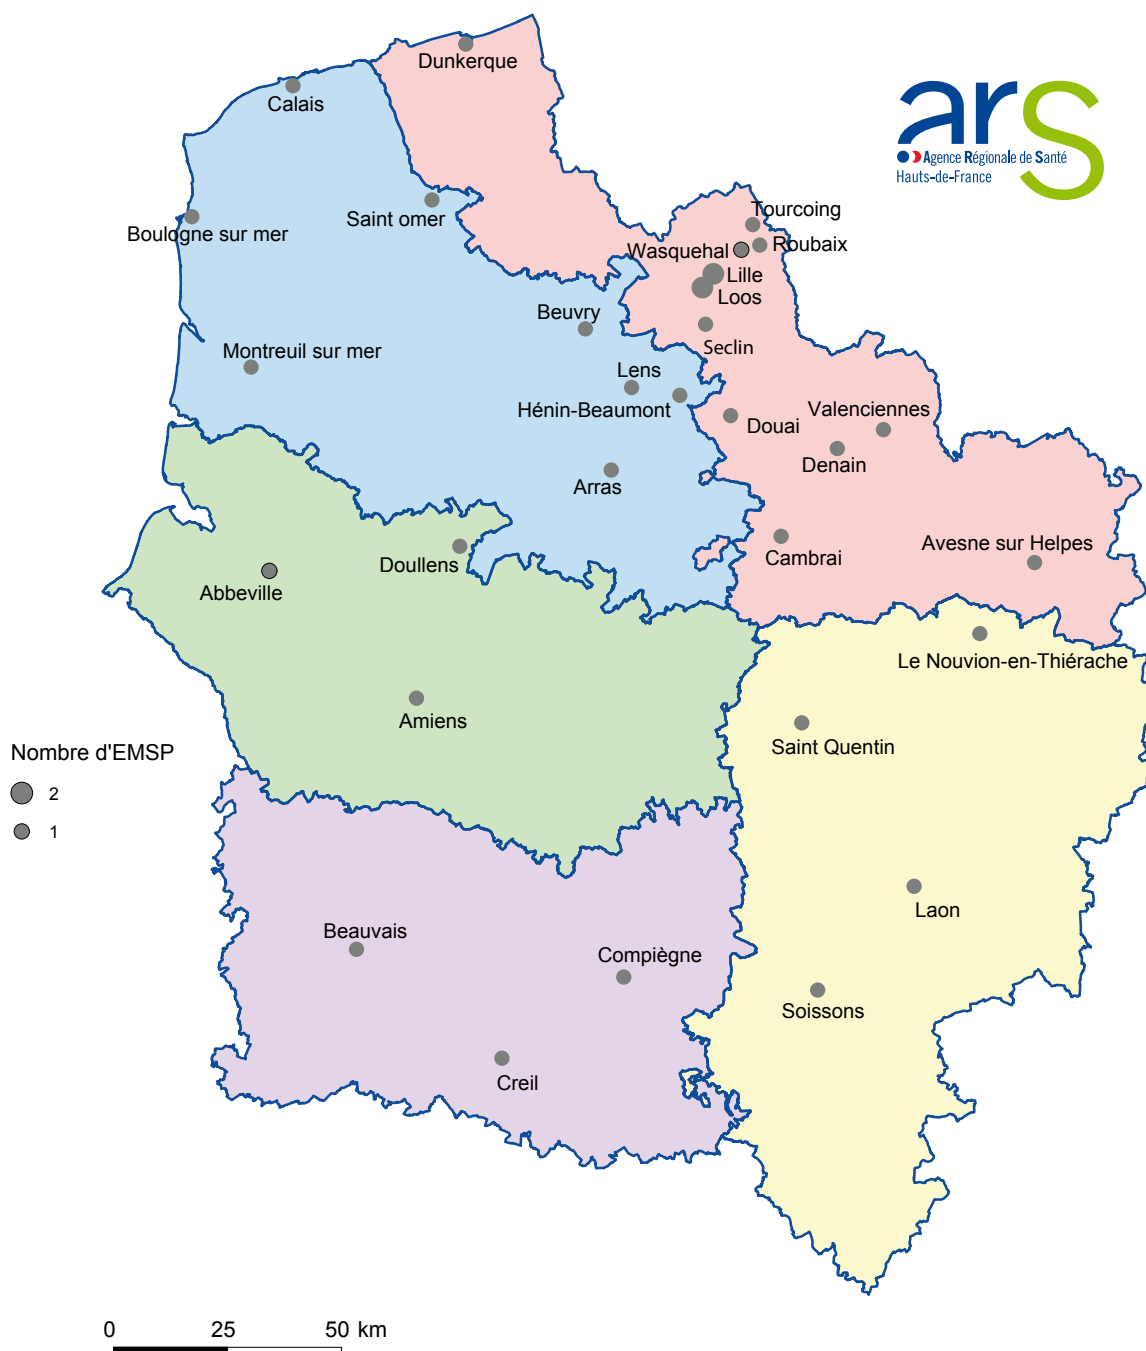 Dunkerque
Calais
ars
Agence Régionale de Santé
Hauts-de-France
Saint omer
Boulogne sur mer
Tourcoing
Wasquehal
Roubaix
Lille
Loos
Beuvry
Seclin
Montreuil sur mer
Lens
Hénin-Beaumont
Valenciennes
Douai
Denain
Arras
Cambrai
Avesne sur Helpes
Doullens
Abbeville
Le Nouvion-en-Thiérache
Amiens
Saint Quentin
Nombre d'EMSP
2
1
Laon
Beauvais
Compiègne
Soissons
Creil
0 25 50 km